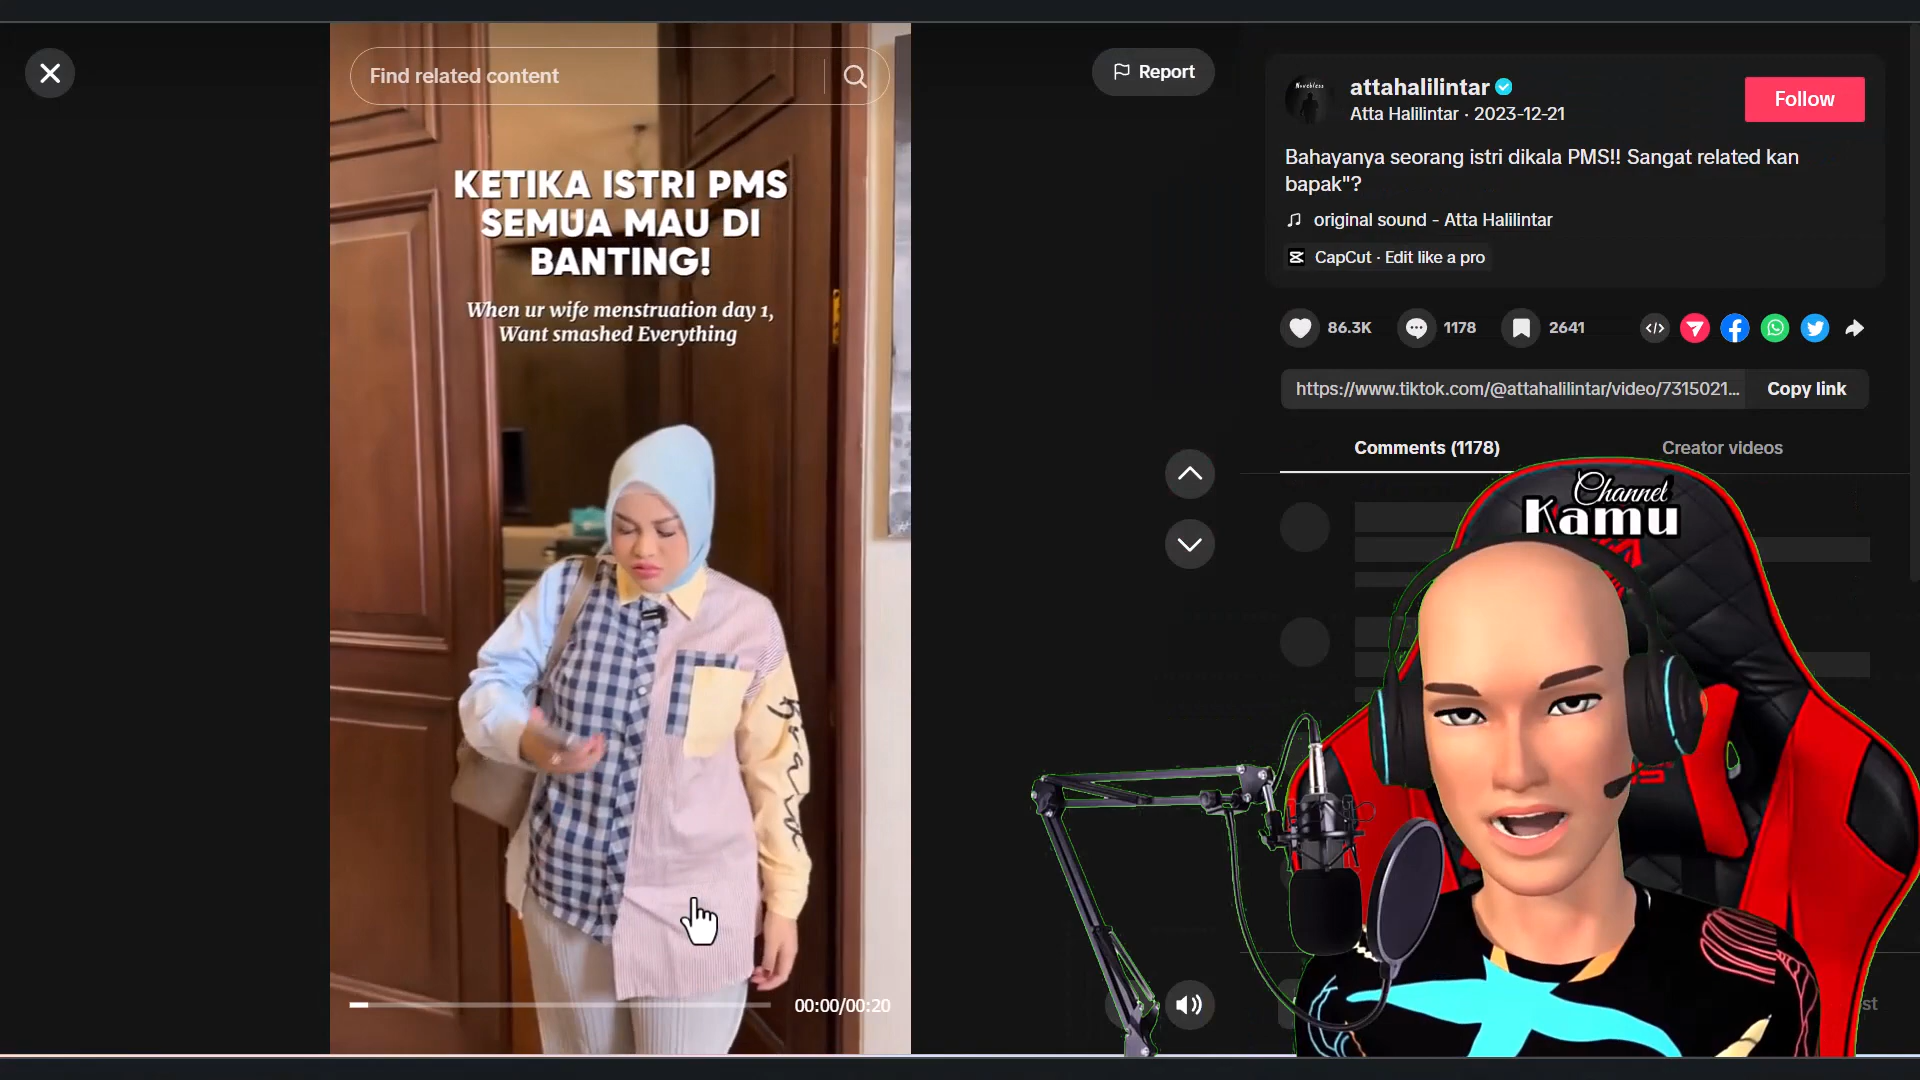 Find related content
Report
KETIKA ISTRI PMS
SEMUA MAU DI
BANTING!
When ur wife menstruation day 1,
Want smashed Everything
00:00/00:20
attahalilintar
Atta Halilintar · 2023-12-21
Follow
Bahayanya seorang istri dikala PMS!! Sangat related kan
bapak"?
original sound - Atta Halilintar
CapCut · Edit like a pro
86.3K
1178
2641
https://www.tiktok.com/@attahalilintar/video/7315021...
Copy link
Comments (1178)
Creator videos
Channel
Kamu